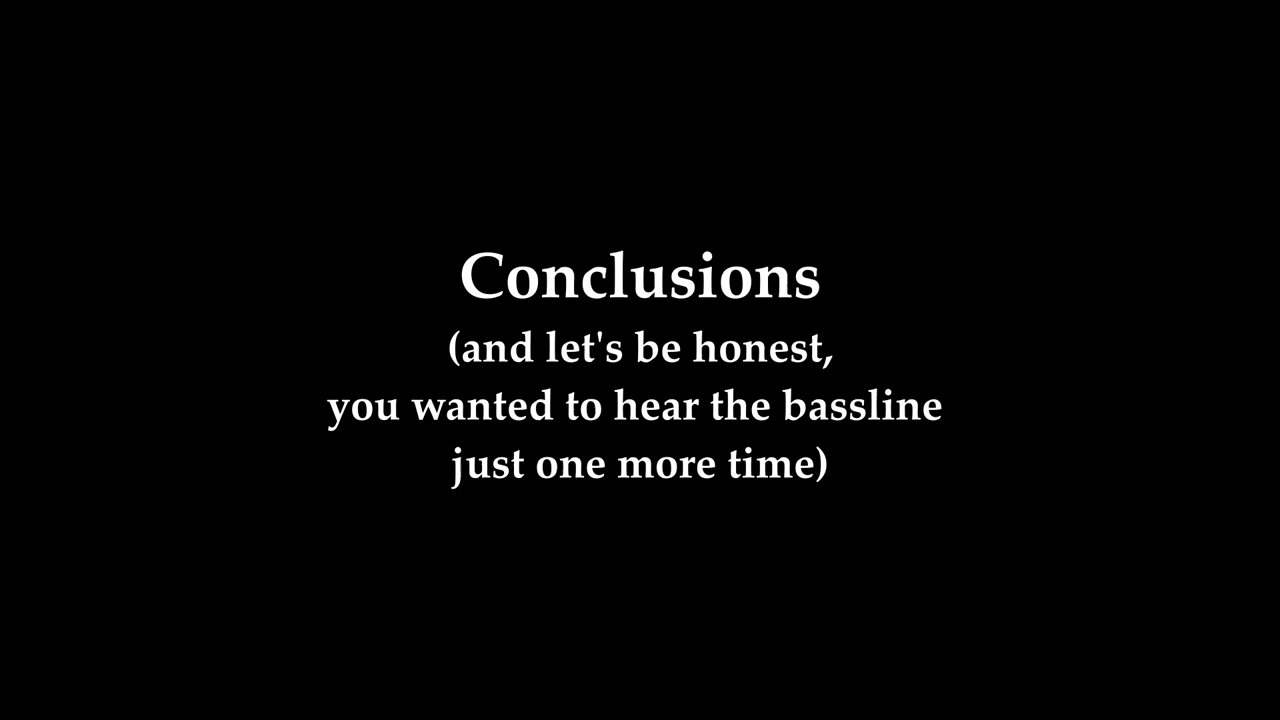 Conclusions
(and let's be honest,
you wanted to hear the bassline
just one more time)